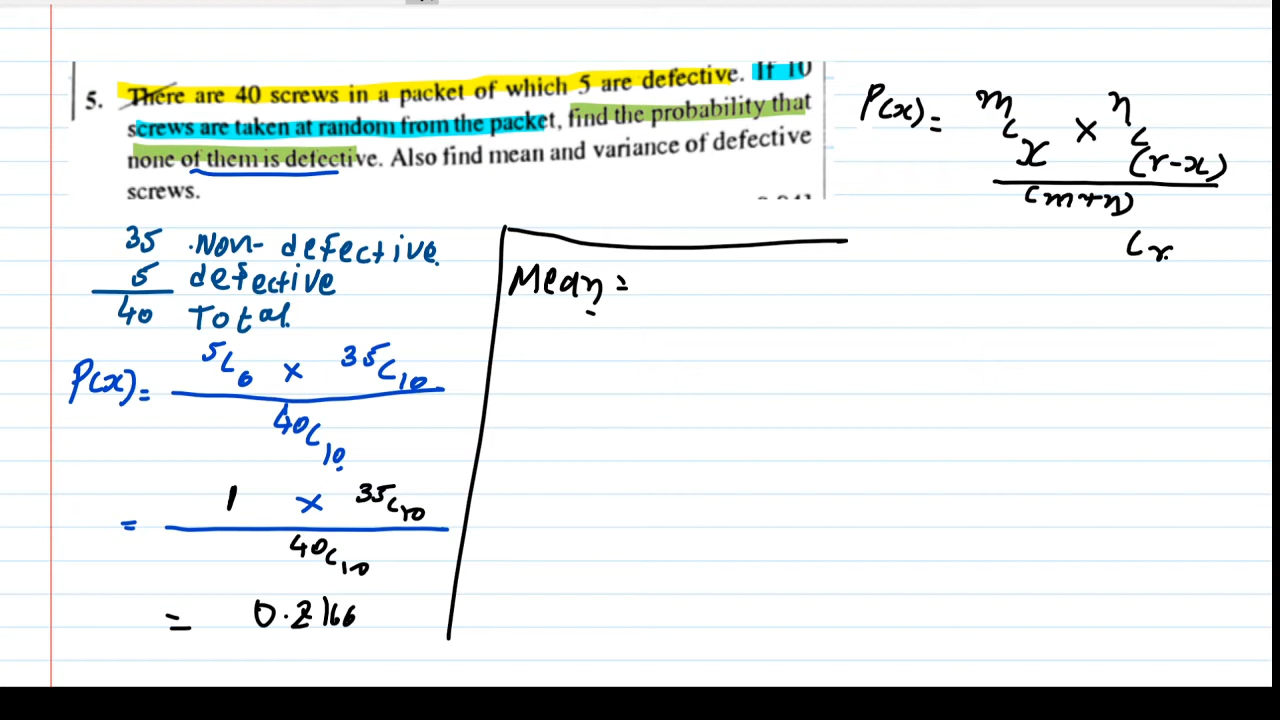 5. There are 40 screws in a packet of which 5 are defective. If 10
screws are taken at random from the packet, find the probability that
none of them is defective. Also find mean and variance of defective
screws.
P(x) = mCx × nC(r-x)
(m+n)Cr
35 Non-defective
5 defective
40 Total
P(x) = 5C0 × 35C10
40C10
= 1 × 35C10
40C10
= 0.2166
Mean =